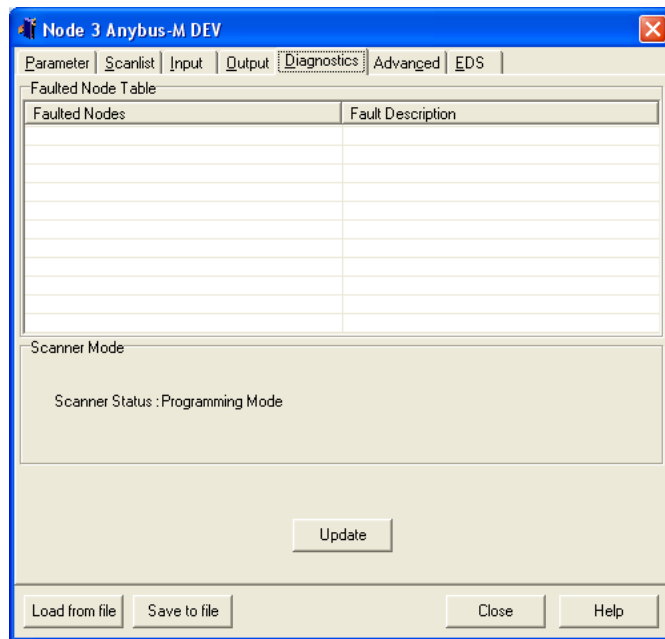 Node 3 Anybus-M DEV
Parameter Scanlist Input Output Diagnostics Advanced EDS
Faulted Node Table
Faulted Nodes Fault Description
Scanner Mode
Scanner Status : Programming Mode
Update
Load from file Save to file Close Help